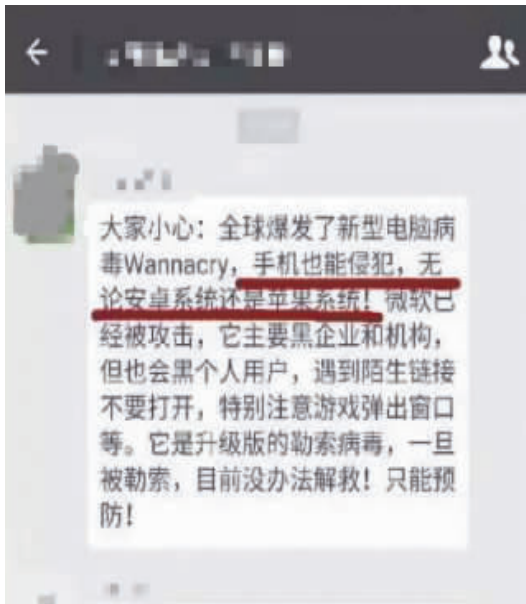 大家小心：全球爆发了新型电脑病
毒Wannacry，手机也能侵犯，无
论安卓系统还是苹果系统！微软已
经被攻击，它主要黑企业和机构，
但也会黑个人用户，遇到陌生链接
不要打开，特别注意游戏弹出窗口
等。它是升级版的勒索病毒，一旦
被勒索，目前没办法解救！只能预
防！